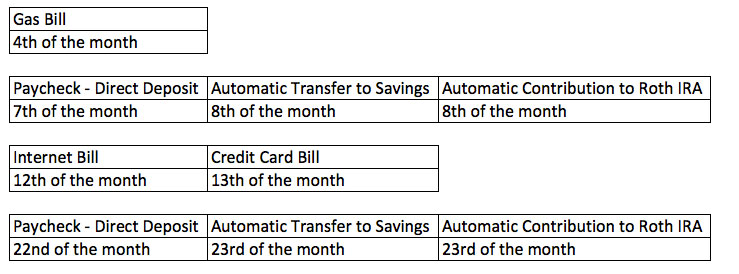 Gas Bill
4th of the month
Paycheck - Direct Deposit Automatic Transfer to Savings Automatic Contribution to Roth IRA
7th of the month 8th of the month 8th of the month
Internet Bill Credit Card Bill
12th of the month 13th of the month
Paycheck - Direct Deposit Automatic Transfer to Savings Automatic Contribution to Roth IRA
22nd of the month 23rd of the month 23rd of the month